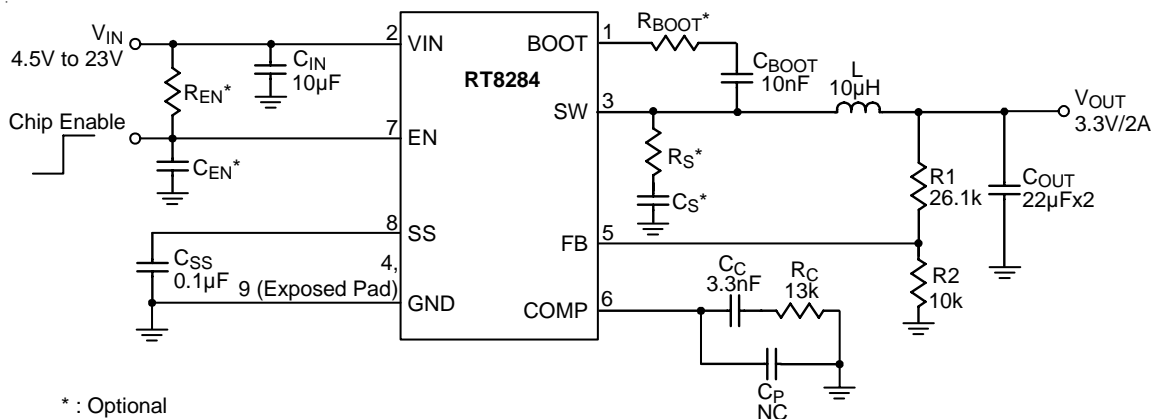 VIN
4.5V to 23V
REN*
CIN
10µF
2
VIN
BOOT
1
RBOOT*
RT8284
CBOOT
10nF
L
10µH
SW
3
VOUT
3.3V/2A
Chip Enable
7
EN
CEN*
RS*
CS*
R1
26.1k
COUT
22µFx2
8
SS
CSS
0.1µF
4,
9 (Exposed Pad)
GND
FB
5
R2
10k
COMP
6
CC
3.3nF
RC
13k
CP
NC
* : Optional